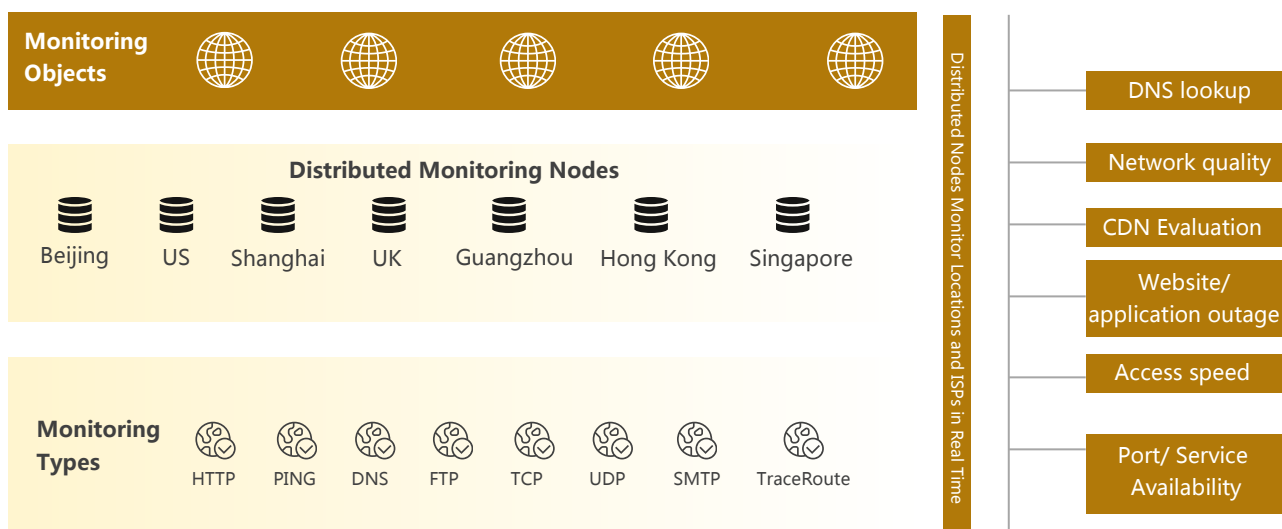 Monitoring
Objects
Distributed Monitoring Nodes
Beijing
US
Shanghai
UK
Guangzhou
Hong Kong
Singapore
Monitoring
Types
HTTP
PING
DNS
FTP
TCP
UDP
SMTP
TraceRoute
Distributed Nodes Monitor Locations and ISPs in Real Time
DNS lookup
Network quality
CDN Evaluation
Website/
application outage
Access speed
Port/ Service
Availability